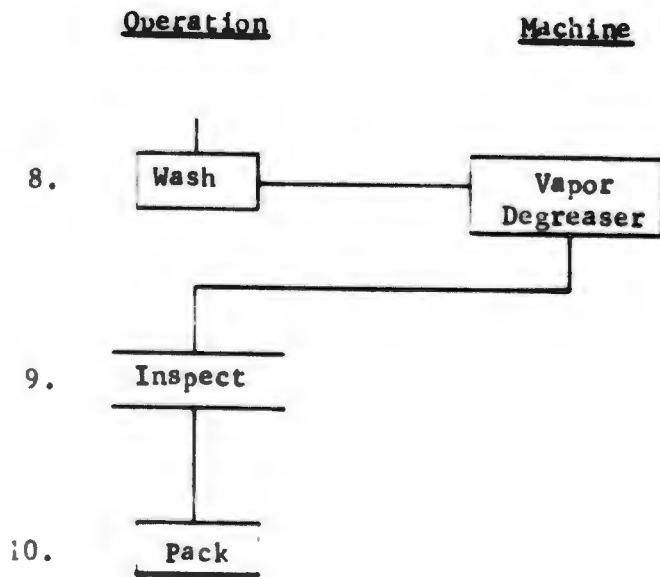 Operation Machine
8. Wash Vapor
Degreaser
9. Inspect
10. Pack